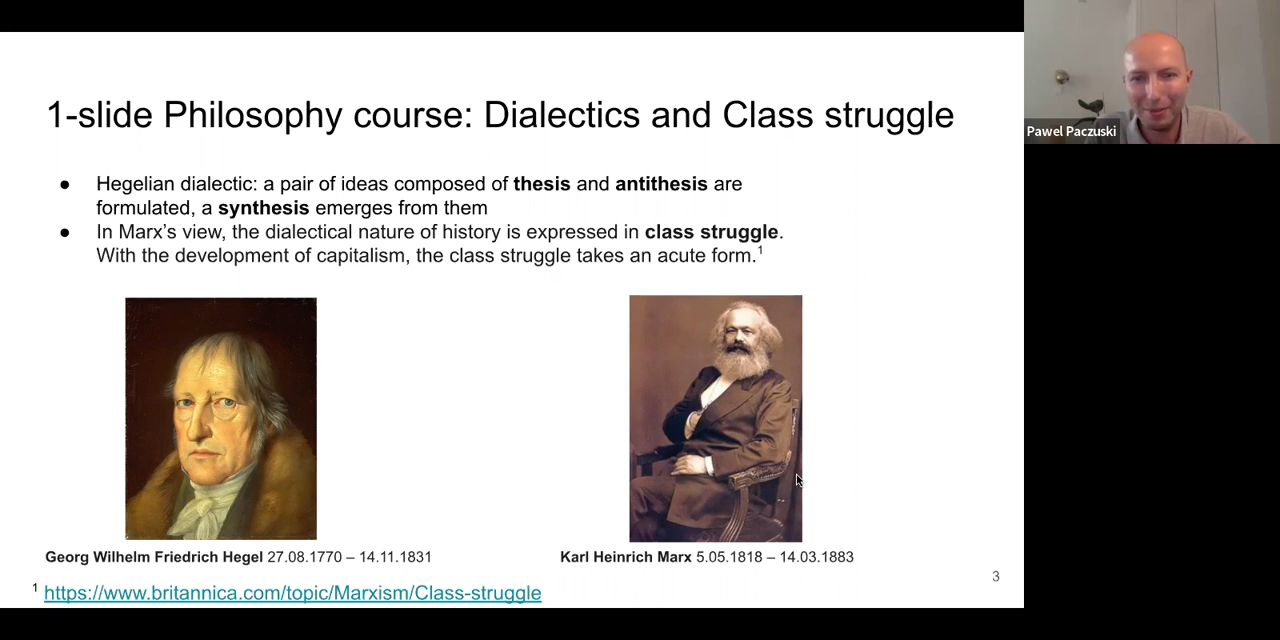 1-slide Philosophy course: Dialectics and Class struggle
● Hegelian dialectic: a pair of ideas composed of thesis and antithesis are
formulated, a synthesis emerges from them
● In Marx’s view, the dialectical nature of history is expressed in class struggle.
With the development of capitalism, the class struggle takes an acute form.1
Georg Wilhelm Friedrich Hegel 27.08.1770 – 14.11.1831
Karl Heinrich Marx 5.05.1818 – 14.03.1883
3
1 https://www.britannica.com/topic/Marxism/Class-struggle
Pawel Paczuski